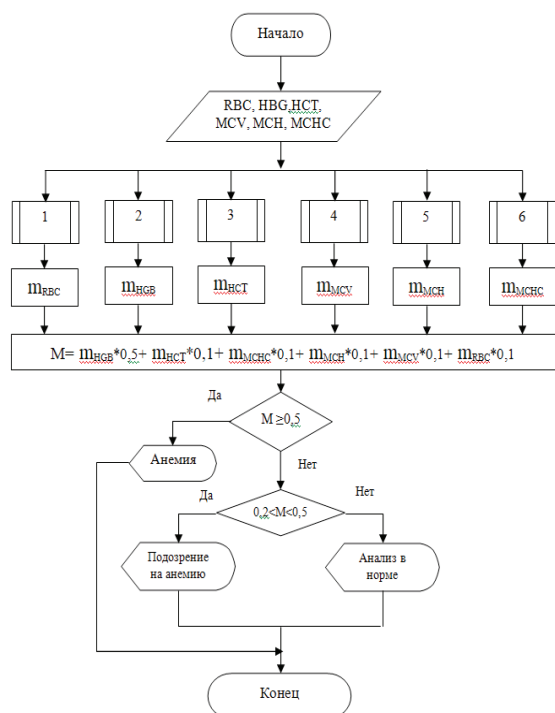 Начало
RBC, HBG,HCT,
MCV, MCH, MCHC
1
2
3
4
5
6
mRBC
mHGB
mHCT
mMCV
mMCH
mMCHC
M= mHGB*0,5+ mHCT*0,1+ mMCHC*0,1+ mMCH*0,1+ mMCV*0,1+ mRBC*0,1
Да
M ≥0,5
Анемия
Нет
Да
Нет
0,2<M<0,5
Подозрение
на анемию
Анализ в
норме
Конец